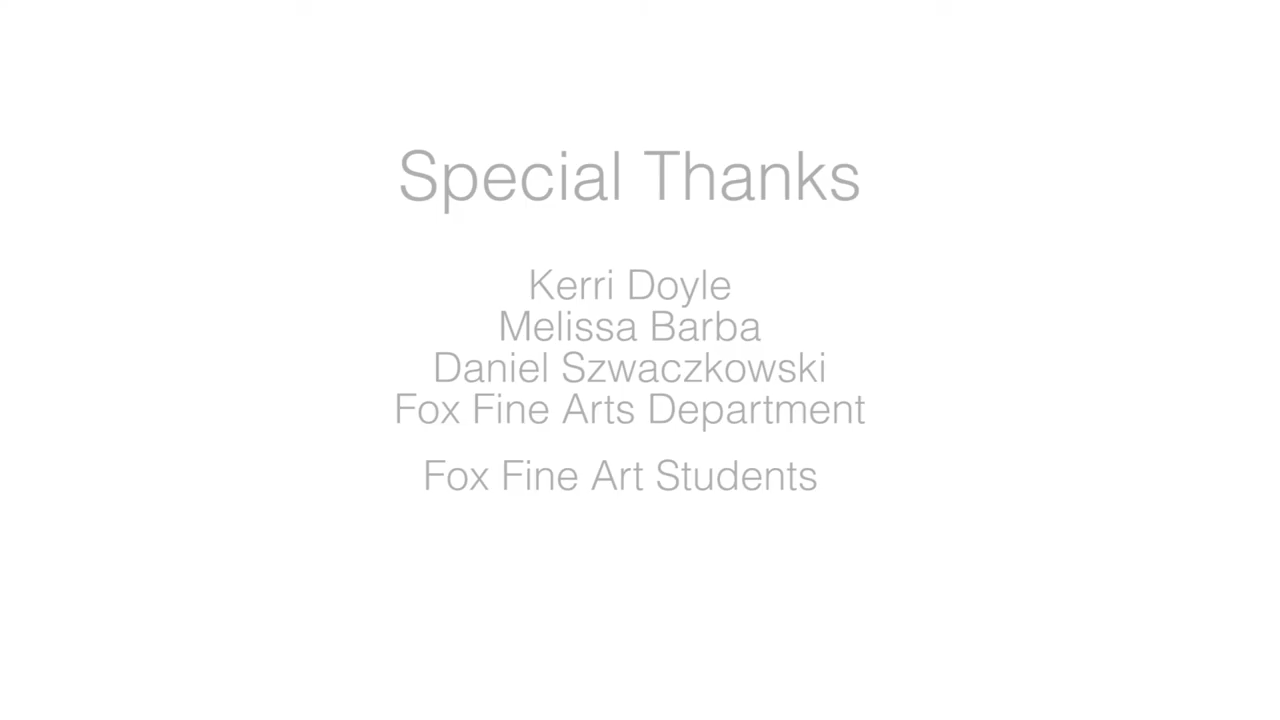 Special Thanks
Kerri Doyle
Melissa Barba
Daniel Szwaczkowski
Fox Fine Arts Department
Fox Fine Art Students